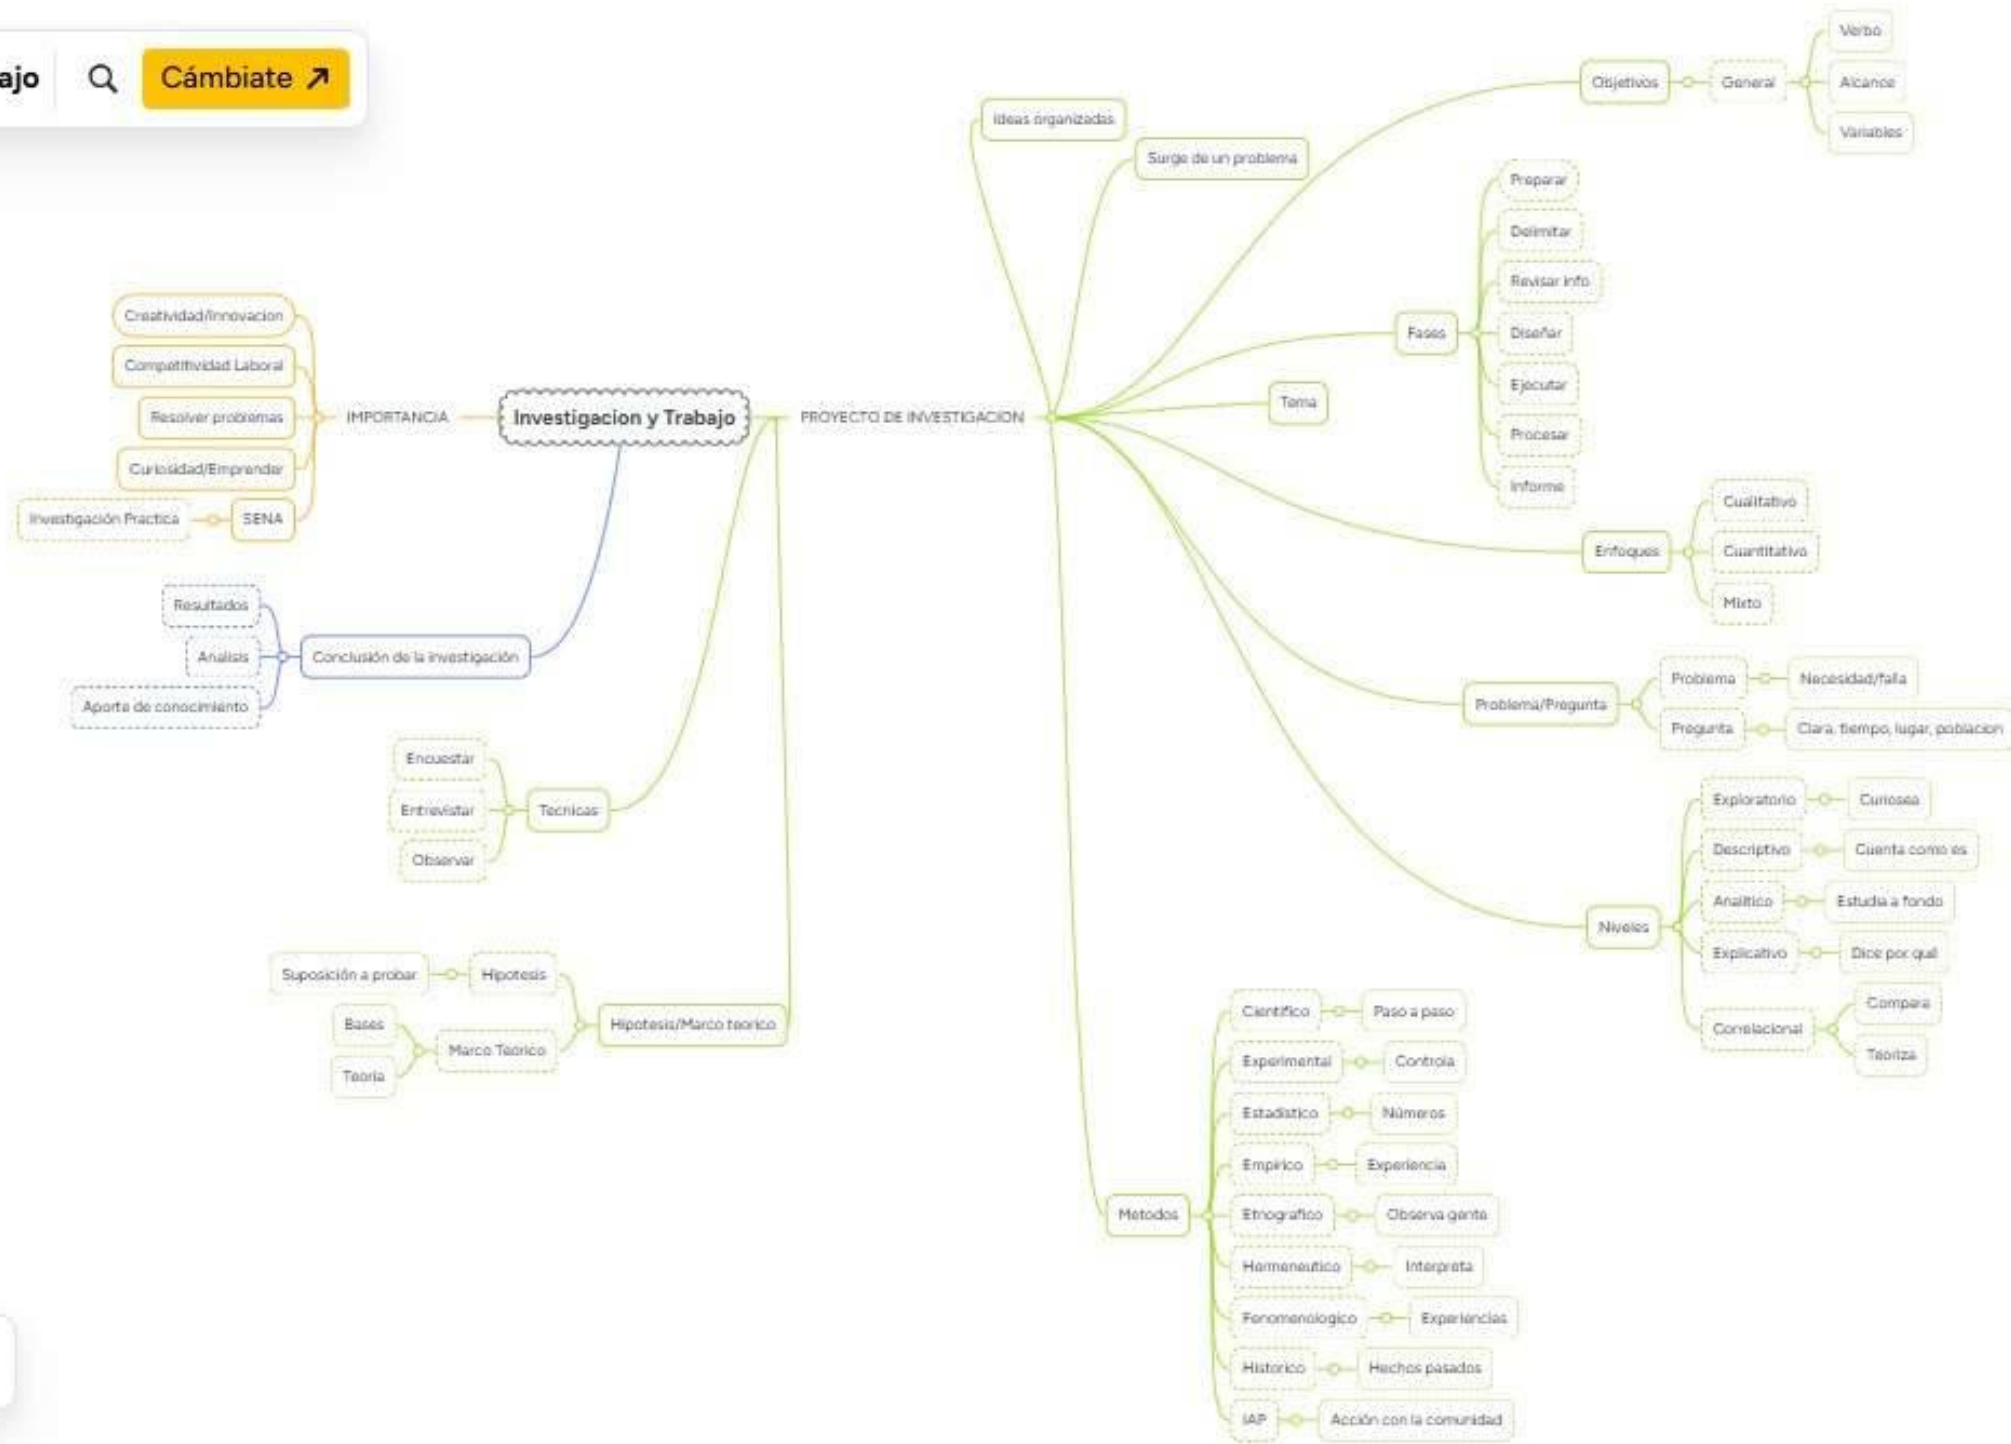 ajo
Cámbiate
Creatividad/Innovacion
Competitividad Laboral
Resolver problemas
Curiosidad/Emprender
SENA
Investigación Practica
IMPORTANCIA
Investigacion y Trabajo
Resultados
Analisis
Aporte de conocimiento
Conclusión de la investigación
Encuestar
Entrevistar
Observar
Tecnicas
Suposición a probar
Hipotesis
Bases
Teoria
Marco Teorico
Hipotesis/Marco teorico
PROYECTO DE INVESTIGACION
Ideas organizadas
Surge de un problema
Objetivos
General
Verbo
Alcance
Variables
Fases
Preparar
Delimitar
Revisar info
Diseñar
Ejecutar
Procesar
Informe
Tema
Enfoques
Cualitativo
Cuantitativo
Mixto
Problema/Pregunta
Problema
Necesidad/falla
Pregunta
Clara, tiempo, lugar, poblacion
Niveles
Exploratorio
Curiosea
Descriptivo
Cuenta como es
Analitico
Estudia a fondo
Explicativo
Dice por qué
Correlacional
Compara
Teoriza
Metodos
Cientifico
Paso a paso
Experimental
Controla
Estadistico
Números
Empirico
Experiencia
Etnografico
Observa gente
Hermeneutico
Interpreta
Fenomenologico
Experiencias
Historico
Hechos pasados
IAP
Acción con la comunidad